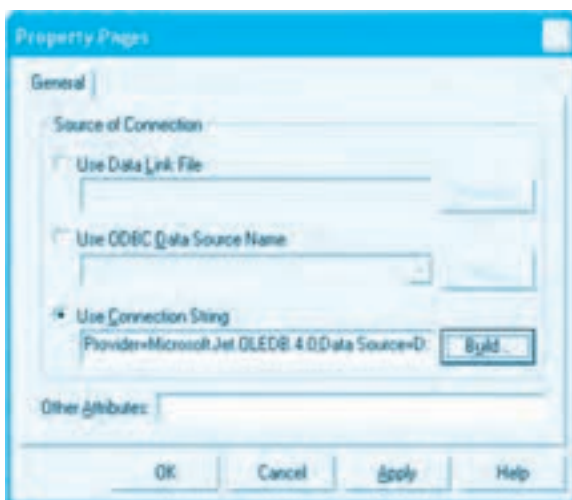 Property Pages
General
Source of Connection
Use Data Link File
Use ODBC Data Source Name
Use Connection String
Provider=Microsoft.Jet.OLEDB.4.0;Data Source=D:
Build...
Other Attributes:
OK
Cancel
Apply
Help